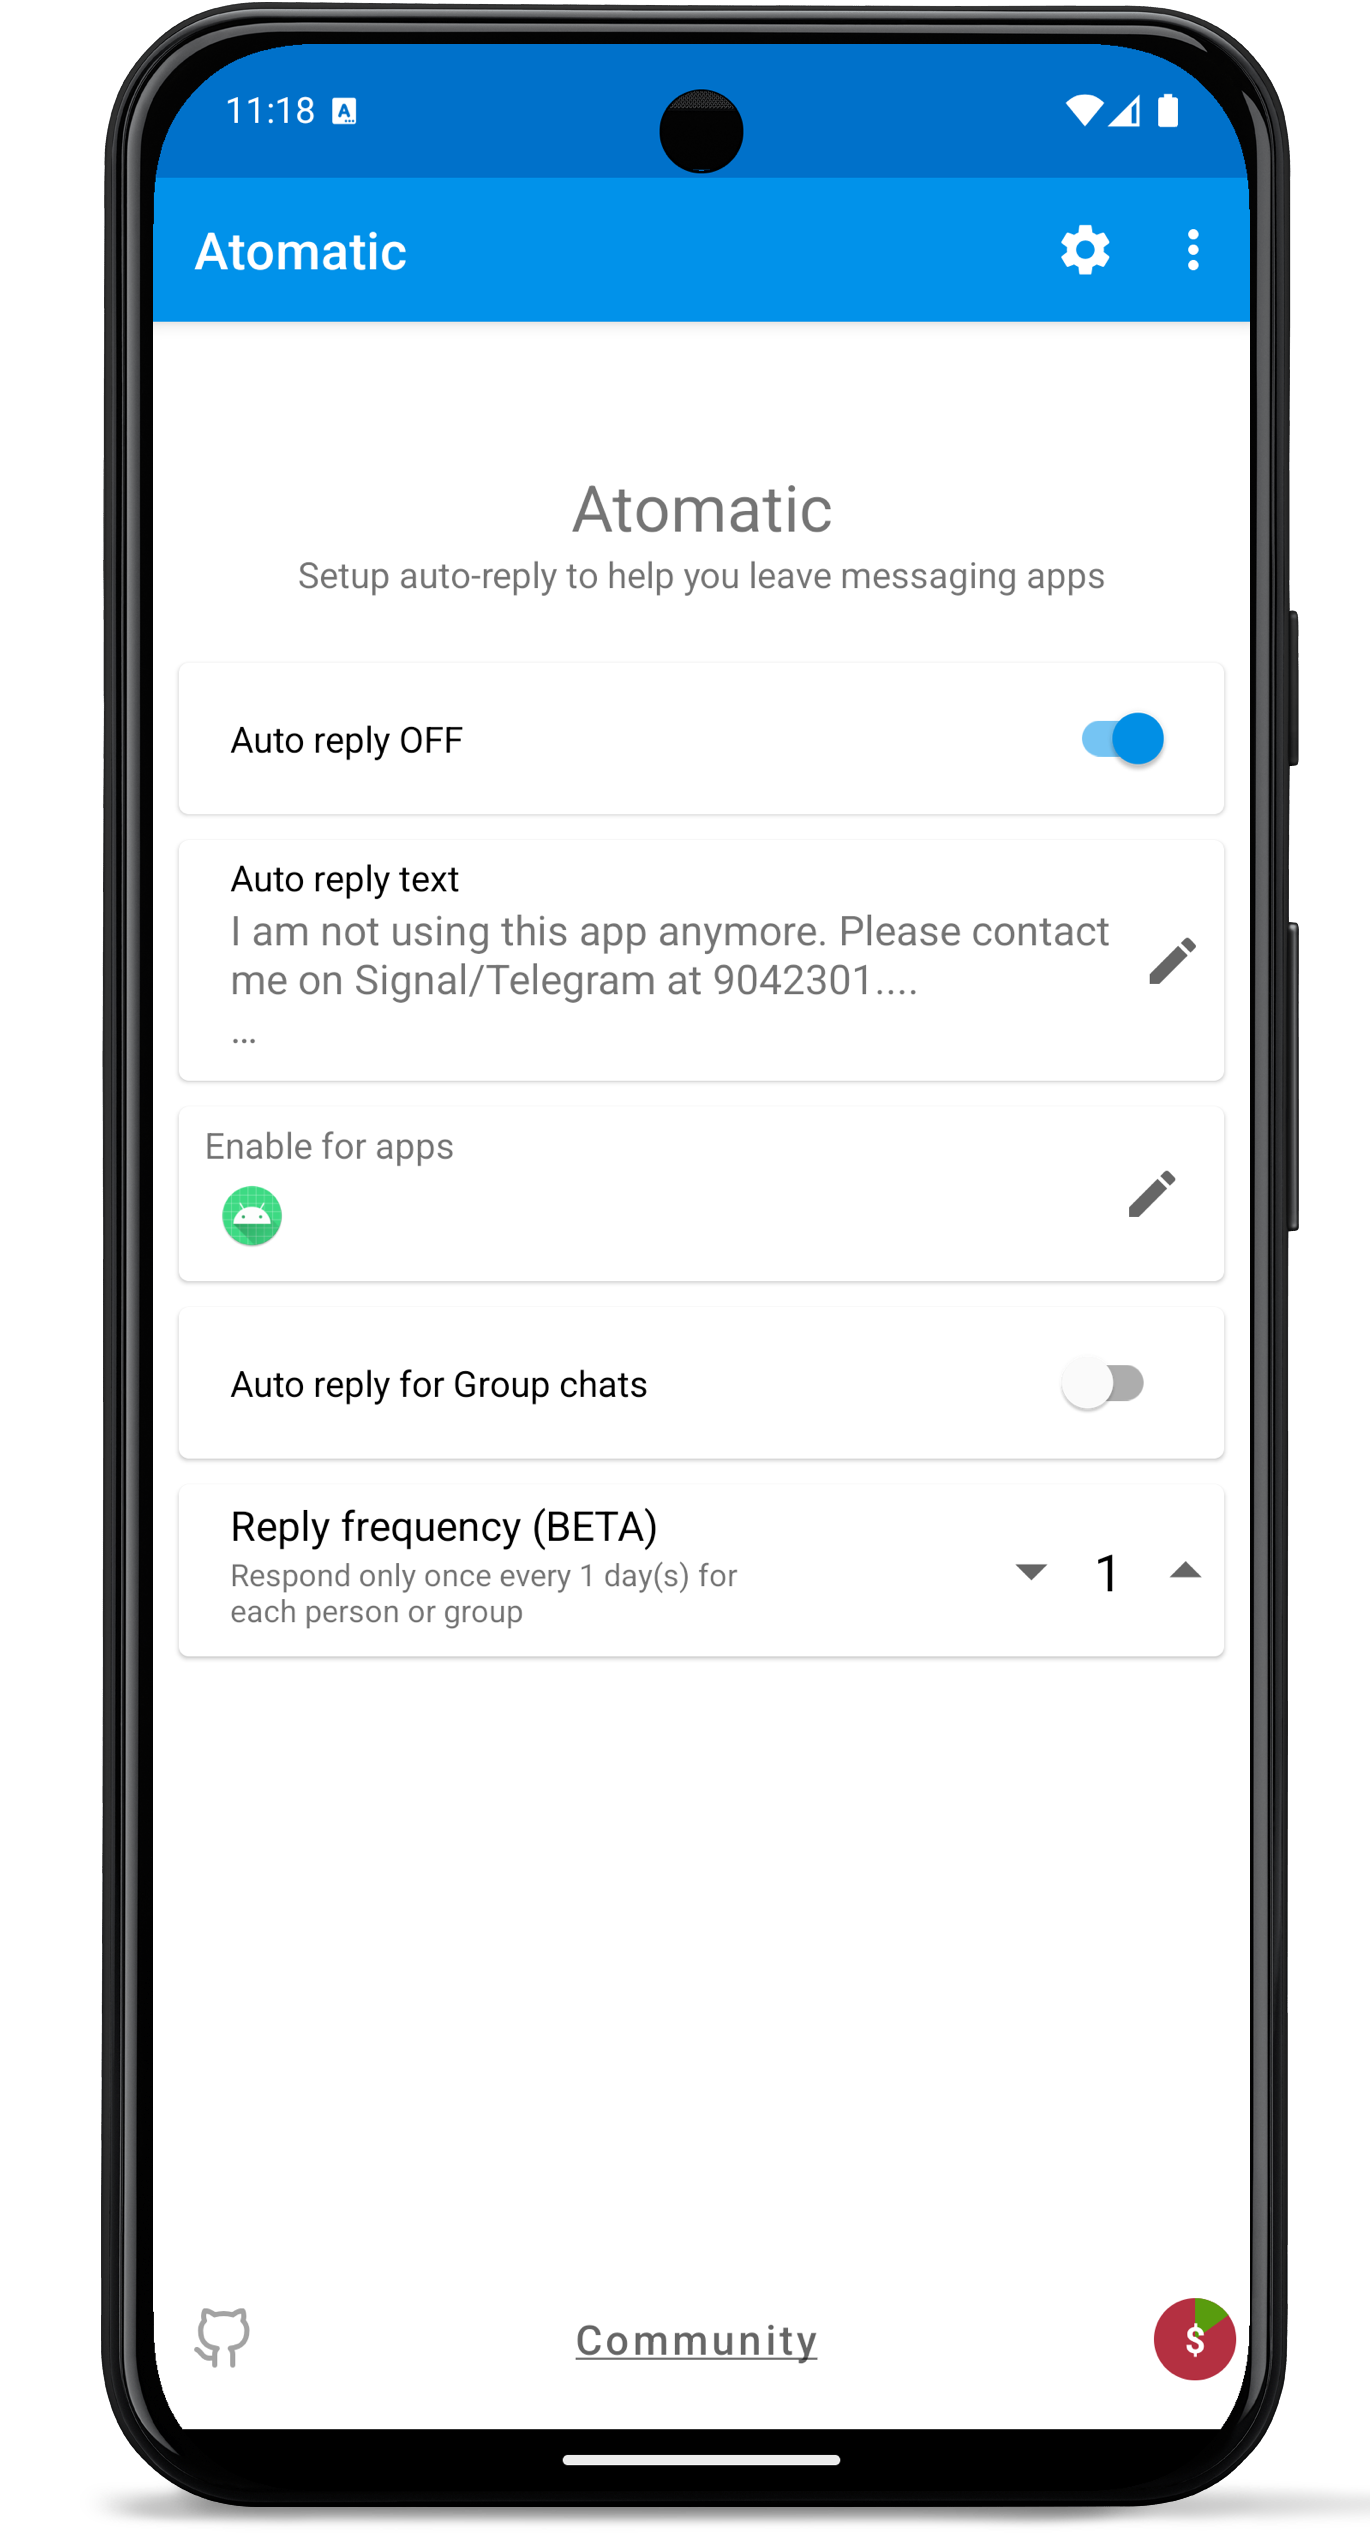 11:18
Atomatic
Atomatic
Setup auto-reply to help you leave messaging apps
Auto reply OFF
Auto reply text
I am not using this app anymore. Please contact
me on Signal/Telegram at 9042301....
...
Enable for apps
Auto reply for Group chats
Reply frequency (BETA)
Respond only once every 1 day(s) for
each person or group
1
Community
$